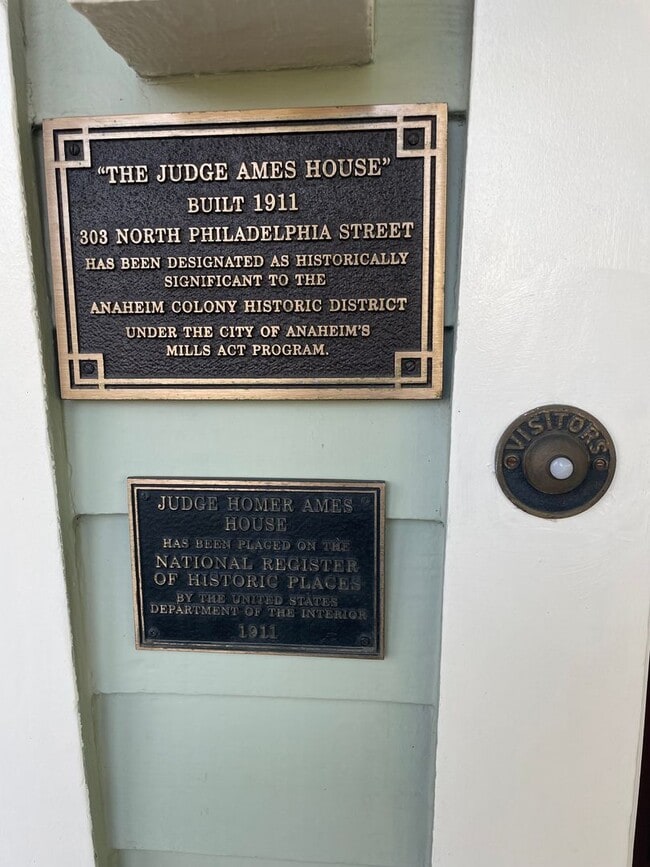 "THE JUDGE AMES HOUSE"
BUILT 1911
303 NORTH PHILADELPHIA STREET
HAS BEEN DESIGNATED AS HISTORICALLY
SIGNIFICANT TO THE
ANAHEIM COLONY HISTORIC DISTRICT
UNDER THE CITY OF ANAHEIM'S
MILLS ACT PROGRAM.
VISITORS
JUDGE HOMER AMES
HOUSE
HAS BEEN PLACED ON THE
NATIONAL REGISTER
OF HISTORIC PLACES
BY THE UNITED STATES
DEPARTMENT OF THE INTERIOR
1911